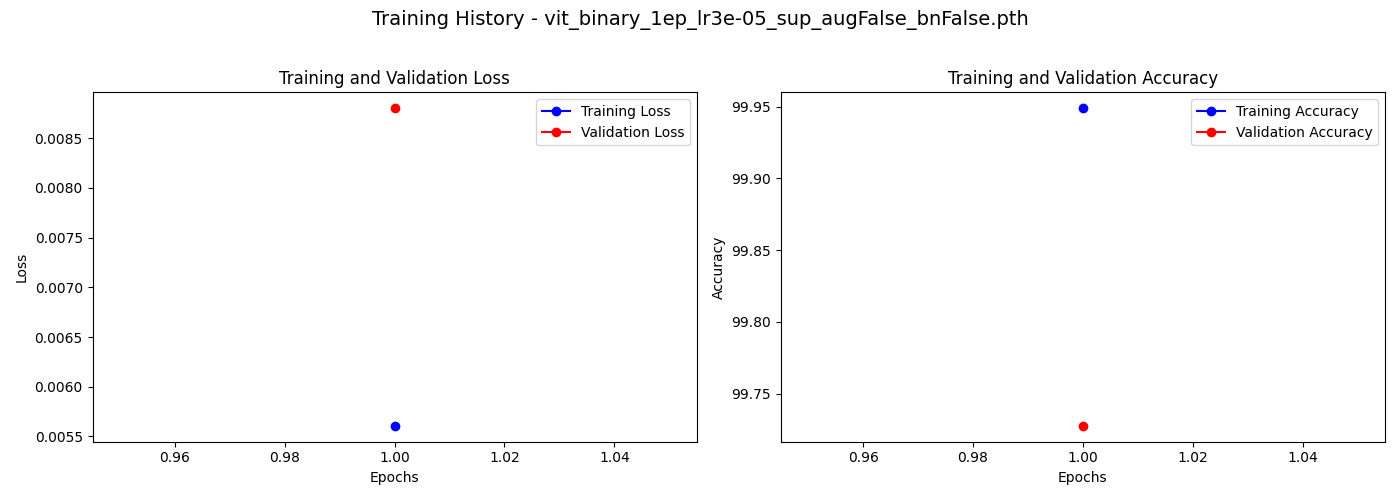 Training History - vit_binary_1ep_lr3e-05_sup_augFalse_bnFalse.pth
Training and Validation Loss
Training Loss
Validation Loss
0.0085
0.0080
0.0075
0.0070
0.0065
0.0060
0.0055
Loss
0.96 0.98 1.00 1.02 1.04
Epochs
Training and Validation Accuracy
Training Accuracy
Validation Accuracy
99.95
99.90
99.85
99.80
99.75
Accuracy
0.96 0.98 1.00 1.02 1.04
Epochs